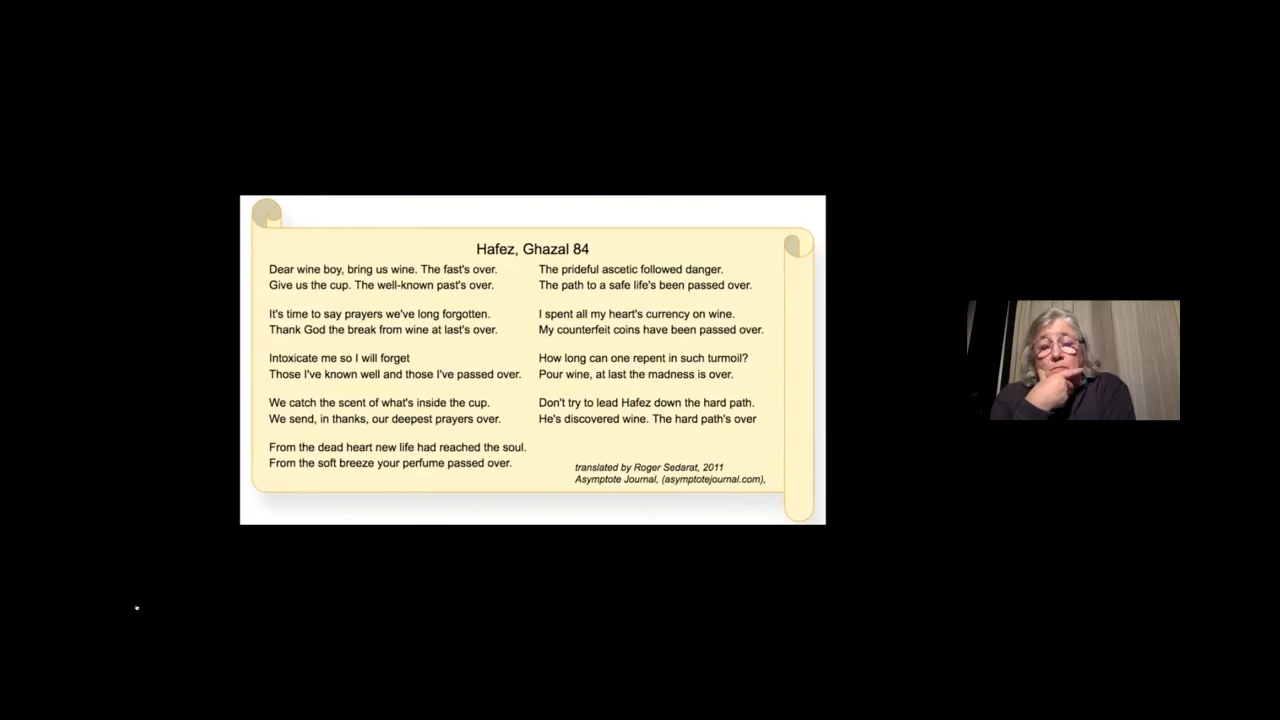 Hafez, Ghazal 84
Dear wine boy, bring us wine. The fast's over.
Give us the cup. The well-known past's over.
It's time to say prayers we've long forgotten.
Thank God the break from wine at last's over.
Intoxicate me so I will forget
Those I've known well and those I've passed over.
We catch the scent of what's inside the cup.
We send, in thanks, our deepest prayers over.
From the dead heart new life had reached the soul.
From the soft breeze your perfume passed over.
The prideful ascetic followed danger.
The path to a safe life's been passed over.
I spent all my heart's currency on wine.
My counterfeit coins have been passed over.
How long can one repent in such turmoil?
Pour wine, at last the madness is over.
Don't try to lead Hafez down the hard path.
He's discovered wine. The hard path's over
translated by Roger Sedarat, 2011
Asymptote Journal, (asymptotejournal.com),